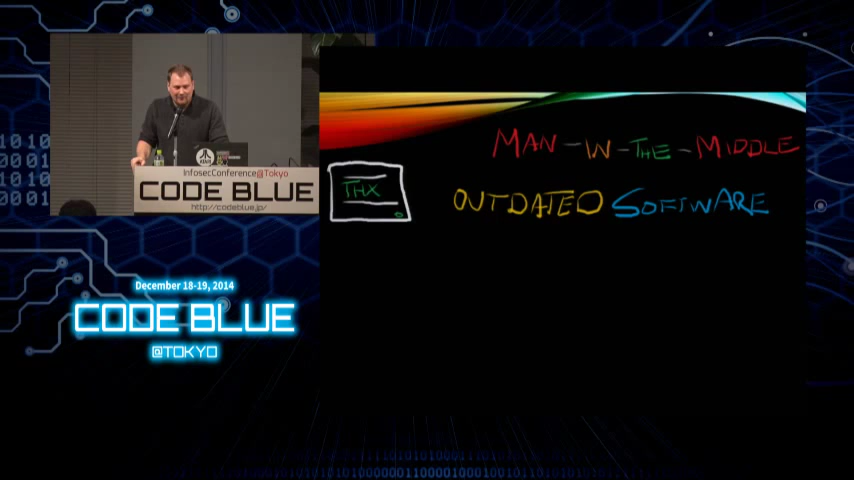 InfosecConference@Tokyo
CODE BLUE
http://codeblue.jp/
ATARI
MAN-IN-THE-MIDDLE
THX
OUTDATED SOFTWARE
December 18-19, 2014
CODE BLUE
@TOKYO